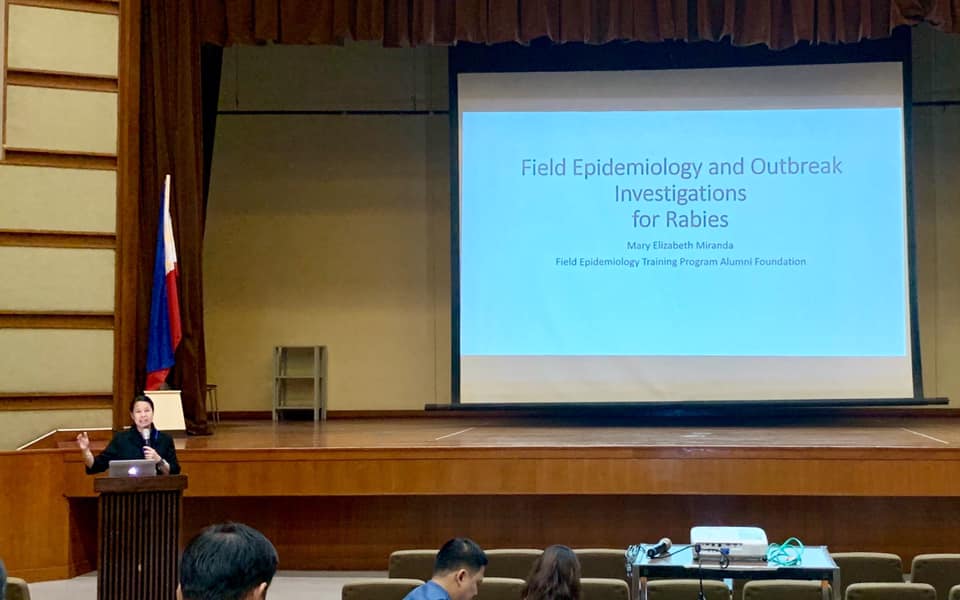 Field Epidemiology and Outbreak
Investigations
for Rabies
Mary Elizabeth Miranda
Field Epidemiology Training Program Alumni Foundation